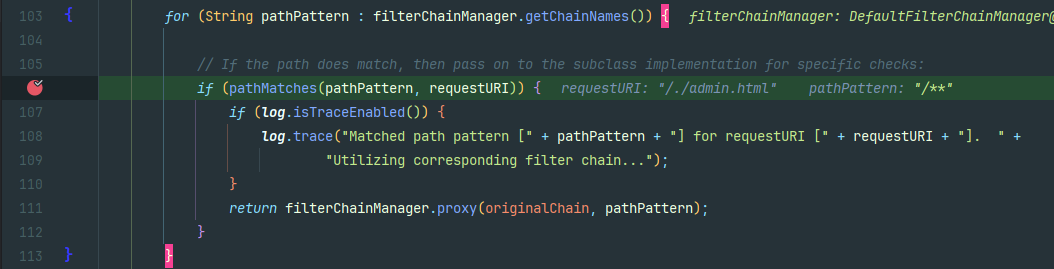 103 { for (String pathPattern : filterChainManager.getChainNames()) { filterChainManager: DefaultFilterChainManager@
104
105 // If the path does match, then pass on to the subclass implementation for specific checks:
if (pathMatches(pathPattern, requestURI)) { requestURI: "/./admin.html" pathPattern: "/**"
107 if (log.isTraceEnabled()) {
108 log.trace("Matched path pattern [" + pathPattern + "] for requestURI [" + requestURI + "].  " +
109 "Utilizing corresponding filter chain...");
110 }
111 return filterChainManager.proxy(originalChain, pathPattern);
112 }
113 } }